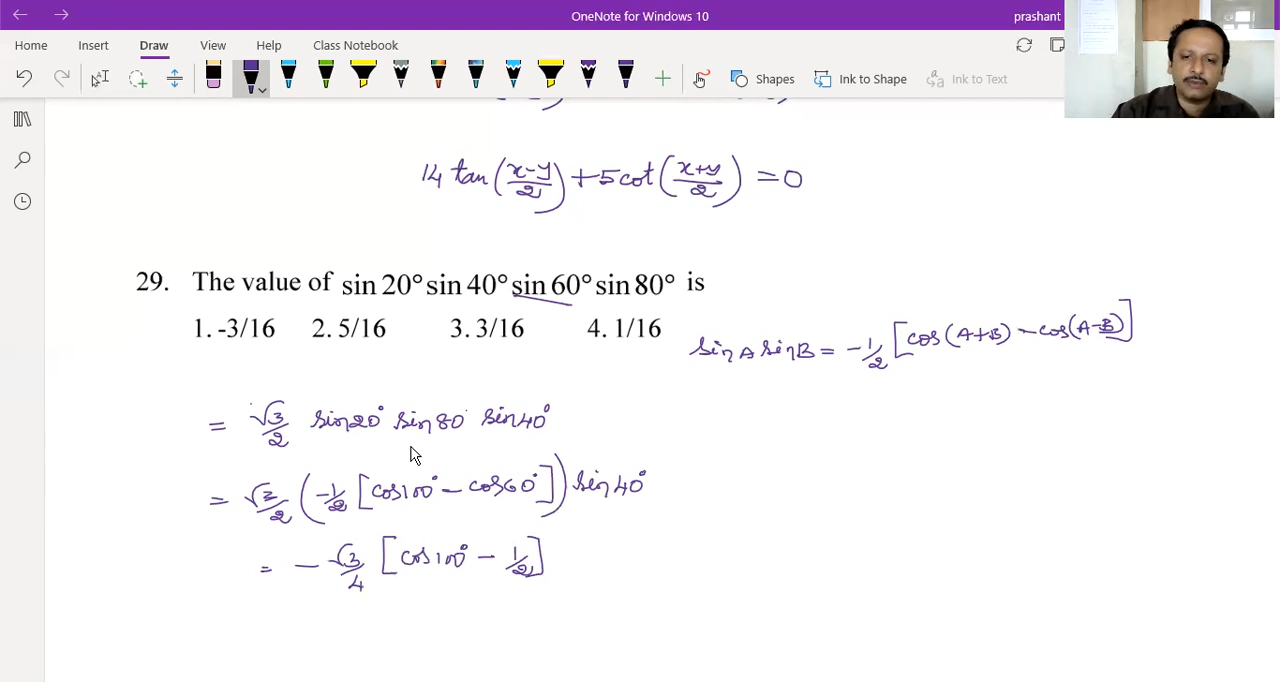 OneNote for Windows 10
prashant
Home Insert Draw View Help Class Notebook
Shapes Ink to Shape Ink to Text
14 tan(x-y/2) + 5 cot(x+y/2) = 0
29. The value of sin 20° sin 40° sin 60° sin 80° is
1. -3/16 2. 5/16 3. 3/16 4. 1/16
sin A sin B = -1/2 [cos(A+B) - cos(A-B)]
= √3/2 sin20° sin80° sin40°
= √3/2 (-1/2 [cos100° - cos60°]) sin40°
= - √3/4 [cos100° - 1/2]